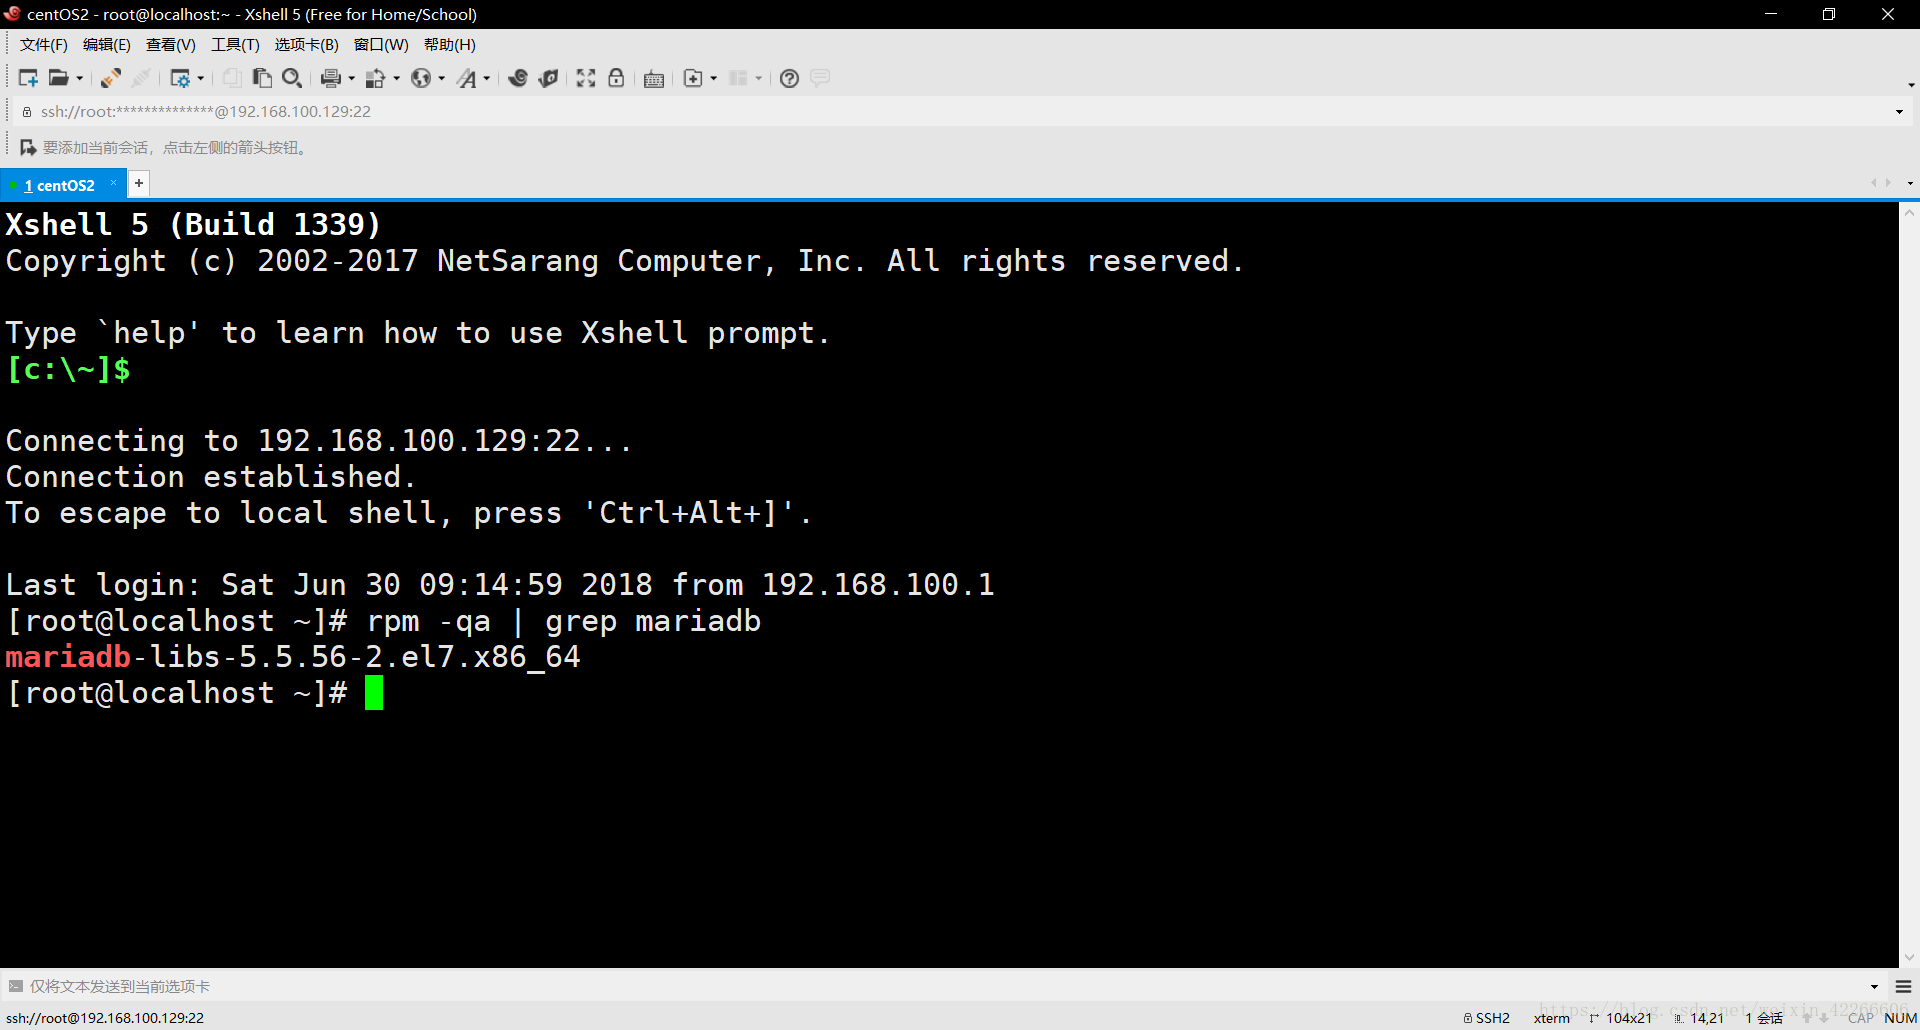 centOS2 - root@localhost:~ - Xshell 5 (Free for Home/School)
文件(F) 编辑(E) 查看(V) 工具(T) 选项卡(B) 窗口(W) 帮助(H)
ssh://root:**************@192.168.100.129:22
要添加当前会话，点击左侧的箭头按钮。
1 centOS2 × +
Xshell 5 (Build 1339)
Copyright (c) 2002-2017 NetSarang Computer, Inc. All rights reserved.
Type `help' to learn how to use Xshell prompt.
[c:\~]$
Connecting to 192.168.100.129:22...
Connection established.
To escape to local shell, press 'Ctrl+Alt+]'.
Last login: Sat Jun 30 09:14:59 2018 from 192.168.100.1
[root@localhost ~]# rpm -qa | grep mariadb
mariadb-libs-5.5.56-2.el7.x86_64
[root@localhost ~]#
仅将文本发送到当前选项卡
https://blog.csdn.net/weixin_42266606
ssh://root@192.168.100.129:22 SSH2 xterm 104x21 14,21 1 会话 CAP NUM